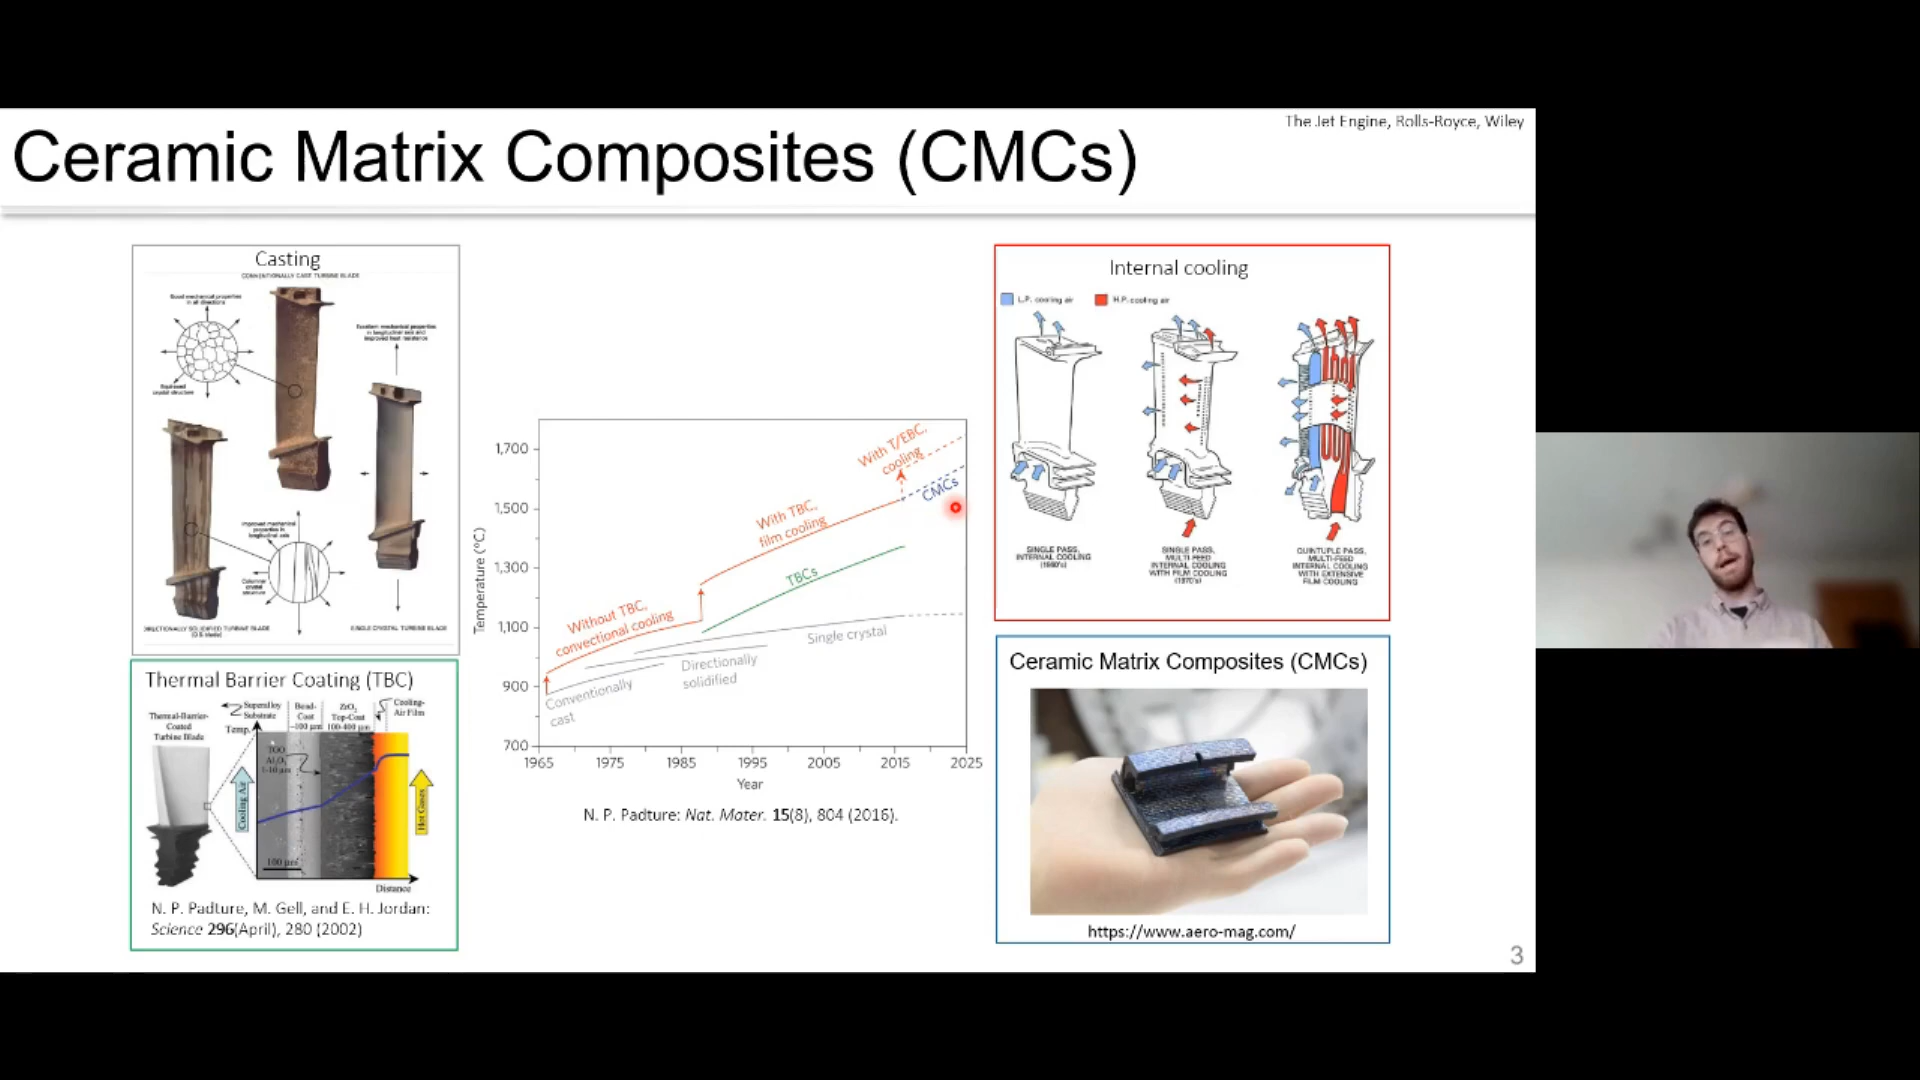 The Jet Engine, Rolls-Royce, Wiley
Ceramic Matrix Composites (CMCs)
Casting
CONVENTIONALLY CAST TURBINE BLADE
Good mechanical properties
in all directions
Equiaxed
crystal structure
Excellent mechanical properties
in longitudinal axis and
improved heat resistance
Improved mechanical
properties in
longitudinal axis
Columnar
crystal
structure
DIRECTIONALLY SOLIDIFIED TURBINE BLADE
SINGLE CRYSTAL TURBINE BLADE
Thermal Barrier Coating (TBC)
Thermal-Barrier-
Coated
Turbine Blade
Superalloy
Substrate
Bond-
Coat
~100 µm
ZrO2
Top-Coat
100-400 µm
Cooling-
Air Film
Temp.
TGO
Al2O3
1-10 µm
Cooling Air
Hot Gases
100 µm
Distance
N. P. Padture, M. Gell, and E. H. Jordan:
Science 296(April), 280 (2002)
Temperature (°C)
1,700
1,500
1,300
1,100
900
700
1965
1975
1985
1995
2005
2015
2025
Year
With T/EBC,
cooling
CMCs
With TBC,
film cooling
TBCs
Without TBC,
convectional cooling
Single crystal
Directionally
solidified
Conventionally
cast
N. P. Padture: Nat. Mater. 15(8), 804 (2016).
Internal cooling
L.P. cooling air
H.P. cooling air
SINGLE PASS,
INTERNAL COOLING
(1960's)
SINGLE PASS,
MULTI-FEED
INTERNAL COOLING
WITH FILM COOLING
(1970's)
QUINTUPLE PASS,
MULTI-FEED
INTERNAL COOLING
WITH EXTENSIVE
FILM COOLING
Ceramic Matrix Composites (CMCs)
https://www.aero-mag.com/
3